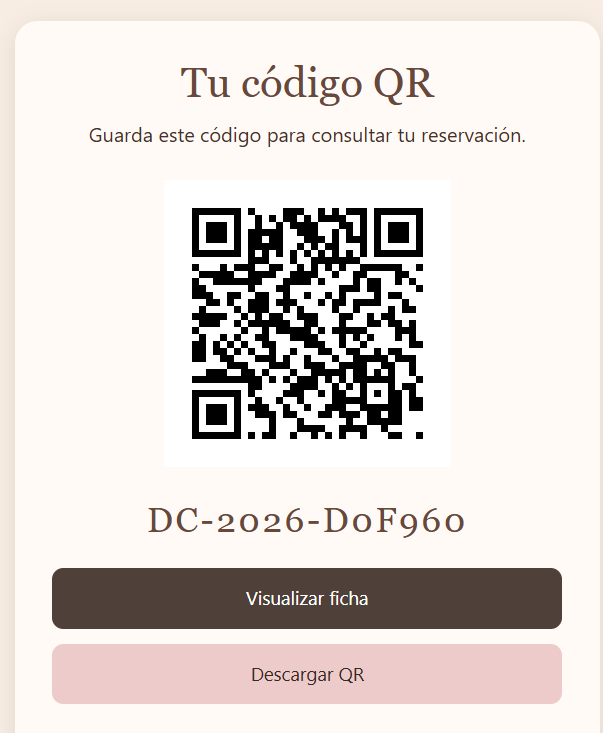 Tu código QR
Guarda este código para consultar tu reservación.
DC-2026-D0F960
Visualizar ficha
Descargar QR